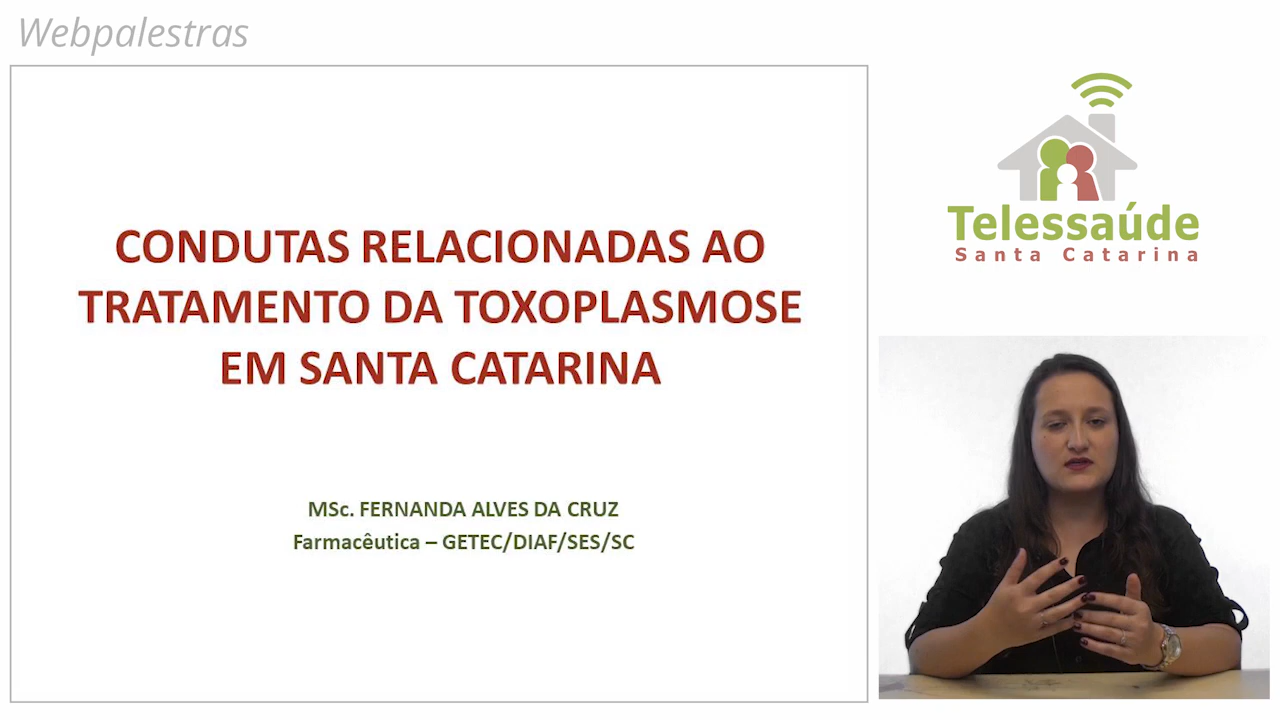 Webpalestras
CONDUTAS RELACIONADAS AO
TRATAMENTO DA TOXOPLASMOSE
EM SANTA CATARINA
MSc. FERNANDA ALVES DA CRUZ
Farmacêutica – GETEC/DIAF/SES/SC
Telessaúde
Santa Catarina